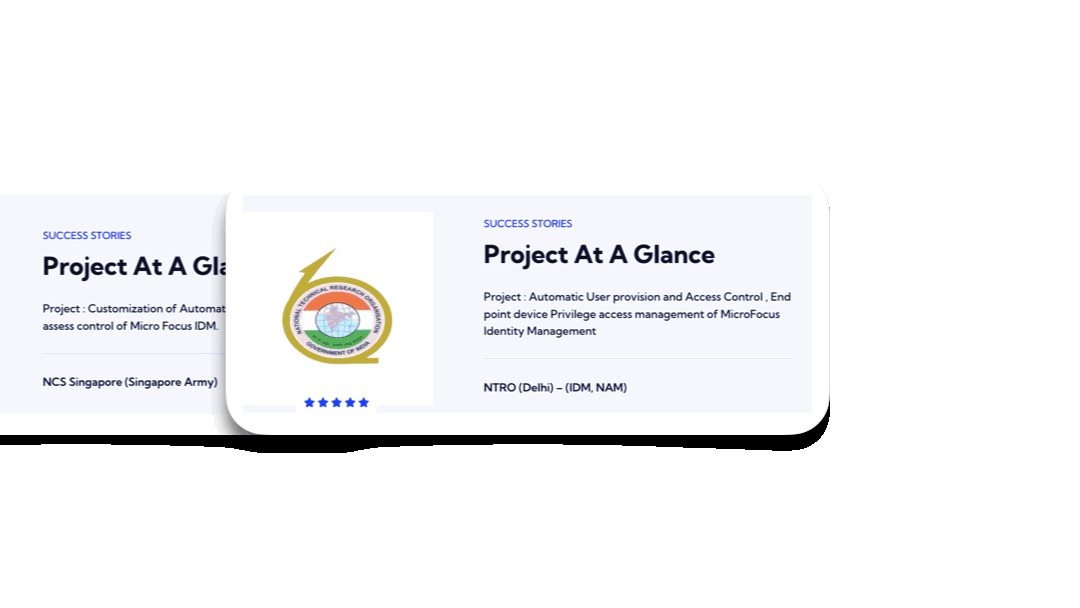 SUCCESS STORIES
Project At A Gla
Project : Customization of Automat
assess control of Micro Focus IDM.
NCS Singapore (Singapore Army)
NATIONAL TECHNICAL RESEARCH ORGANISATION
GOVERNMENT OF INDIA
SUCCESS STORIES
Project At A Glance
Project : Automatic User provision and Access Control , End
point device Privilege access management of MicroFocus
Identity Management
NTRO (Delhi) – (IDM, NAM)